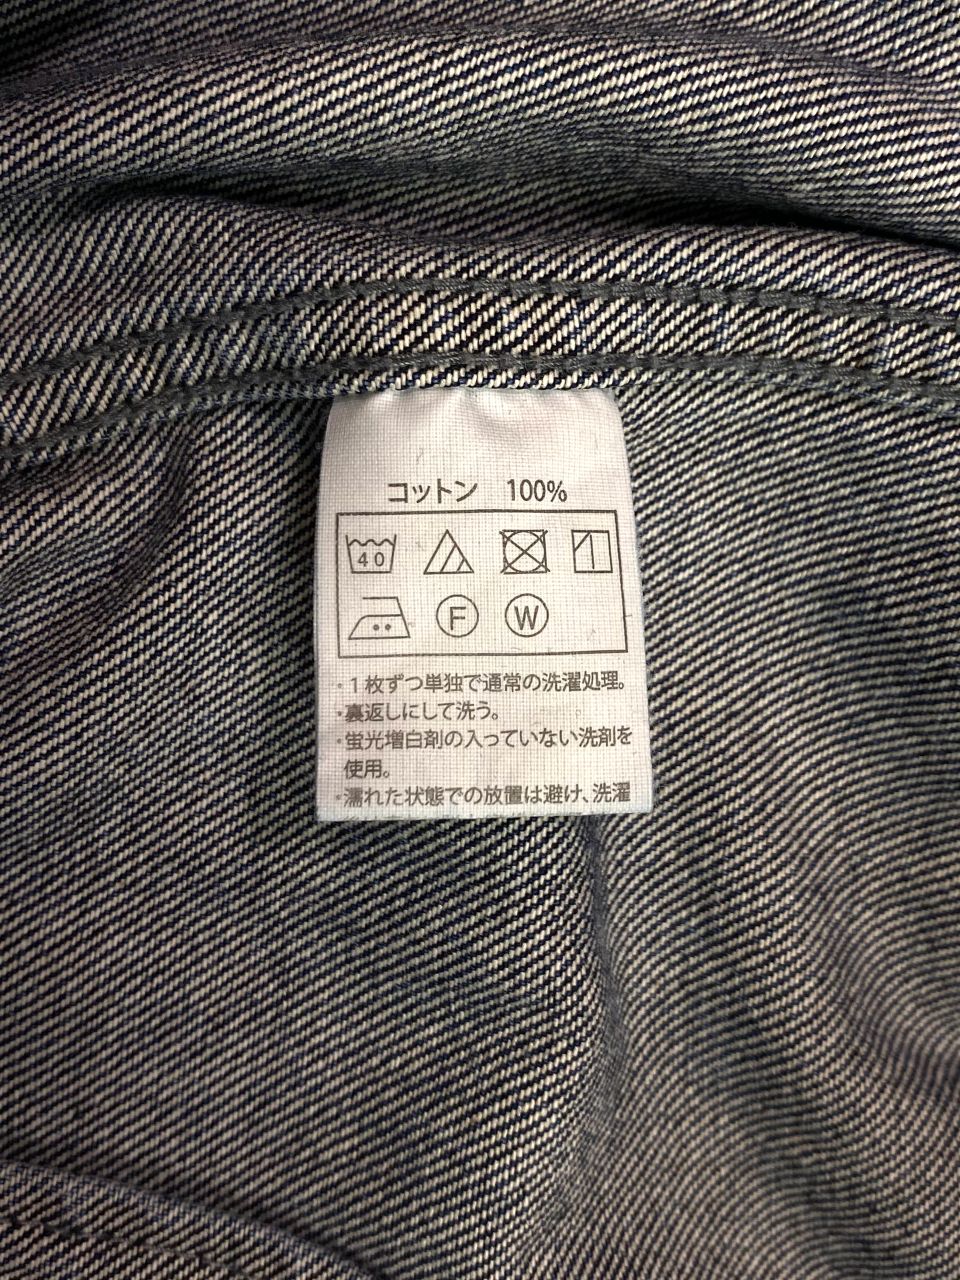 コットン 100%
40
F W
・1枚ずつ単独で通常の洗濯処理。
・裏返しにして洗う。
・蛍光増白剤の入っていない洗剤を
使用。
・濡れた状態での放置は避け、洗濯